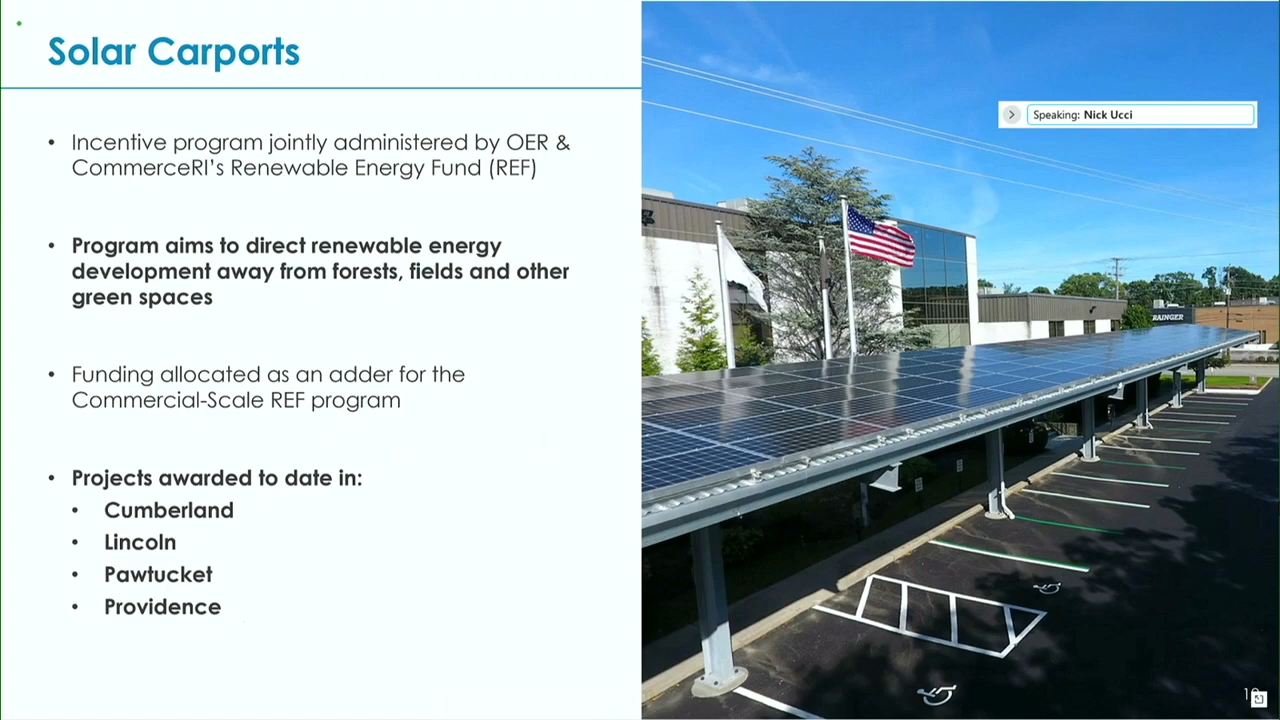 Solar Carports
• Incentive program jointly administered by OER &
CommerceRI's Renewable Energy Fund (REF)
Speaking: Nick Ucci
• Program aims to direct renewable energy
development away from forests, fields and other
green spaces
RAINGER
• Funding allocated as an adder for the
Commercial-Scale REF program
• Projects awarded to date in:
• Cumberland
• Lincoln
• Pawtucket
• Providence